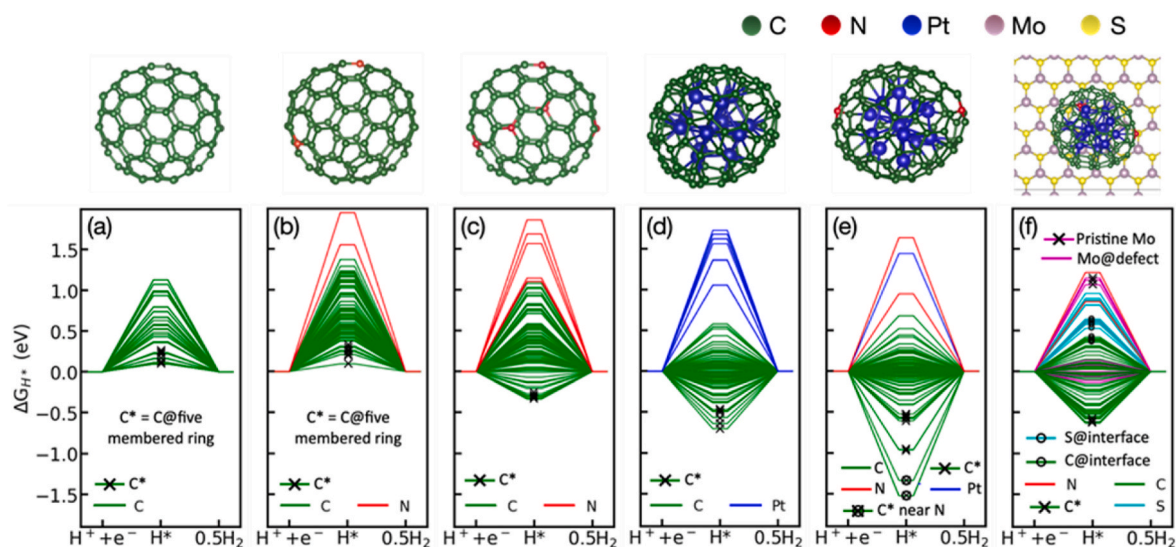 C N Pt Mo S
(a) (b) (c) (d) (e) (f)
ΔG_H* (eV)
1.5
1.0
0.5
0.0
−0.5
−1.0
−1.5
C* = C@five
membered ring
C*
C
H⁺+e⁻ H* 0.5H₂
C* = C@five
membered ring
C*
C N
H⁺+e⁻ H* 0.5H₂
C*
C N
H⁺+e⁻ H* 0.5H₂
C*
C Pt
H⁺+e⁻ H* 0.5H₂
C C*
N Pt
C* near N
H⁺+e⁻ H* 0.5H₂
Pristine Mo
Mo@defect
S@interface
C@interface
N C
C* S
H⁺+e⁻ H* 0.5H₂